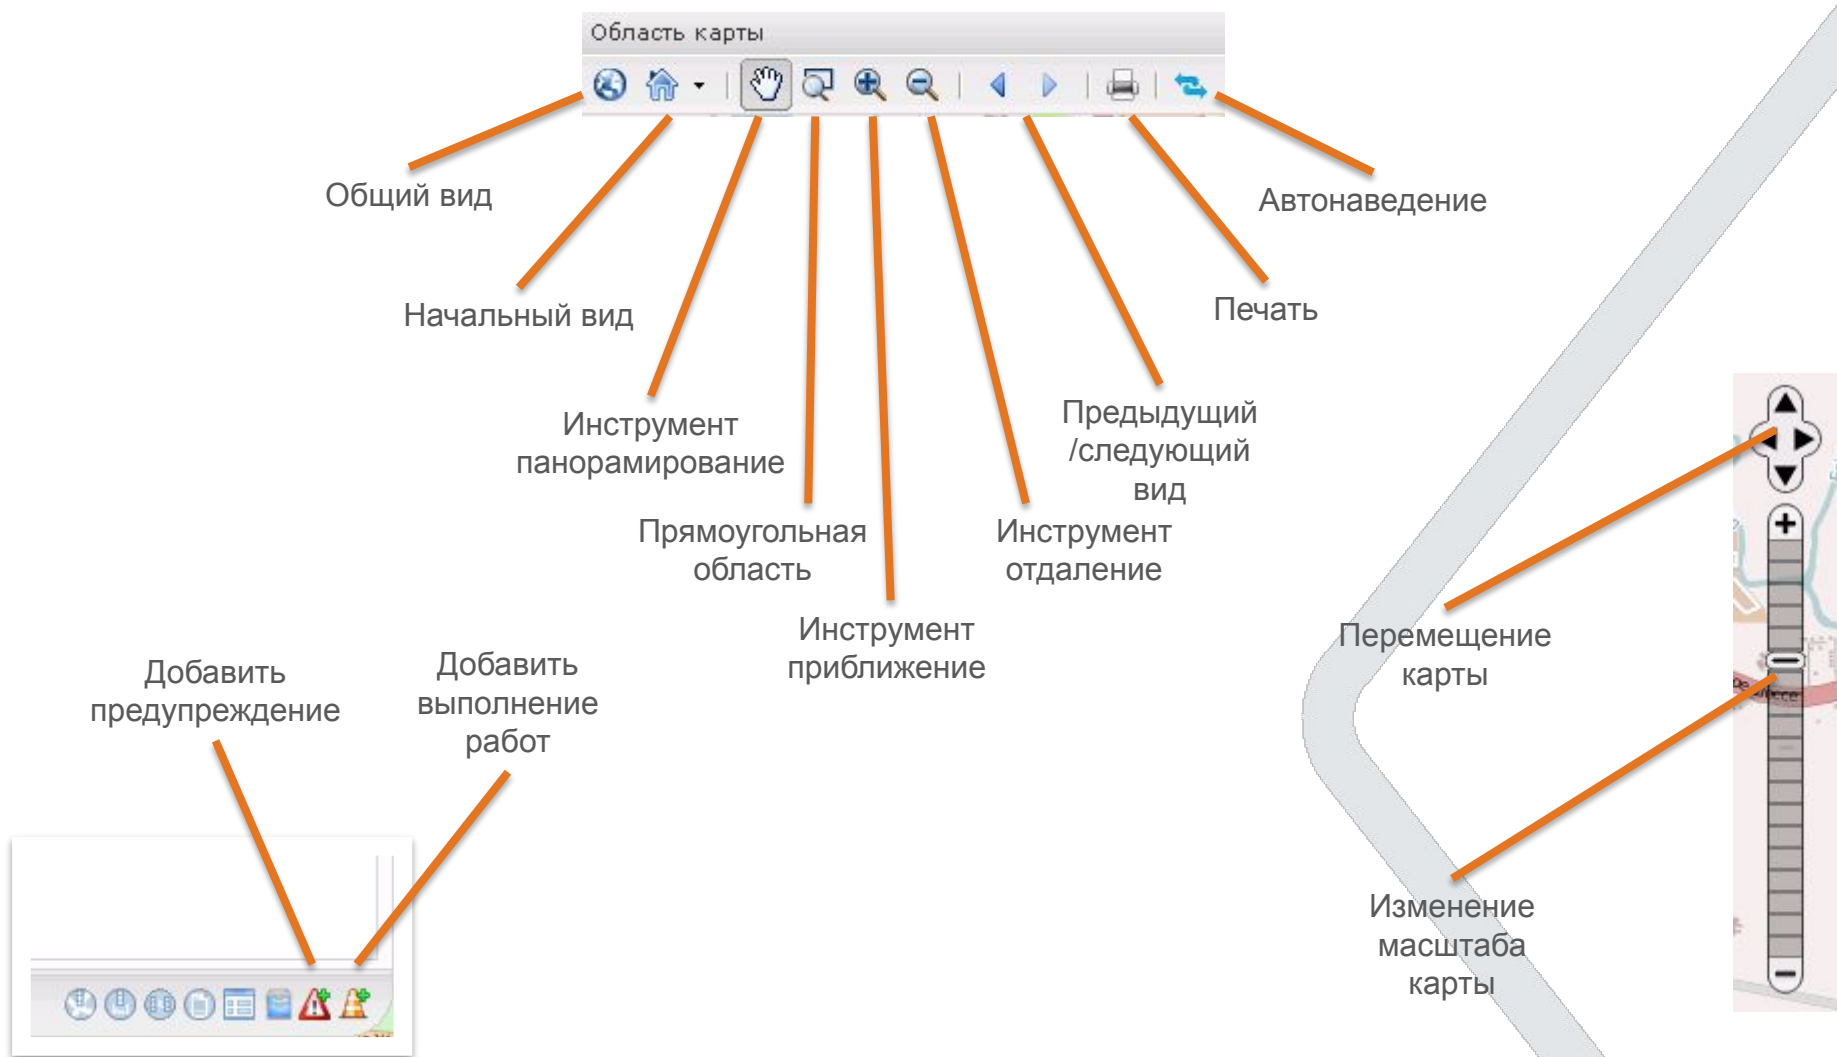 Область карты
Общий вид
Автонаведение
Начальный вид
Печать
Инструмент
панорамирование
Предыдущий
/следующий
вид
Прямоугольная
область
Инструмент
отдаление
Инструмент
приближение
Перемещение
карты
Добавить
предупреждение
Добавить
выполнение
работ
Изменение
масштаба
карты